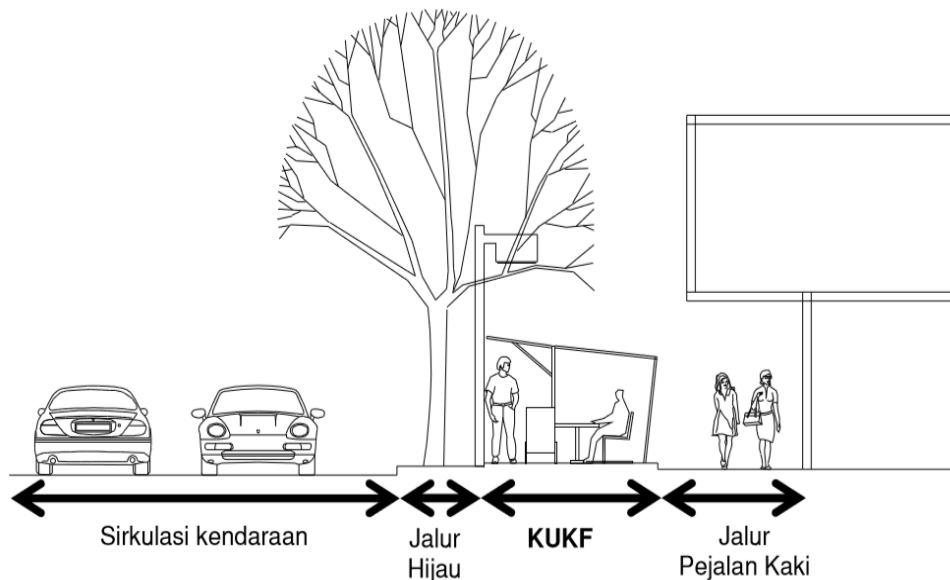 Sirkulasi kendaraan
Jalur
Hijau
KUKF
Jalur
Pejalan Kaki